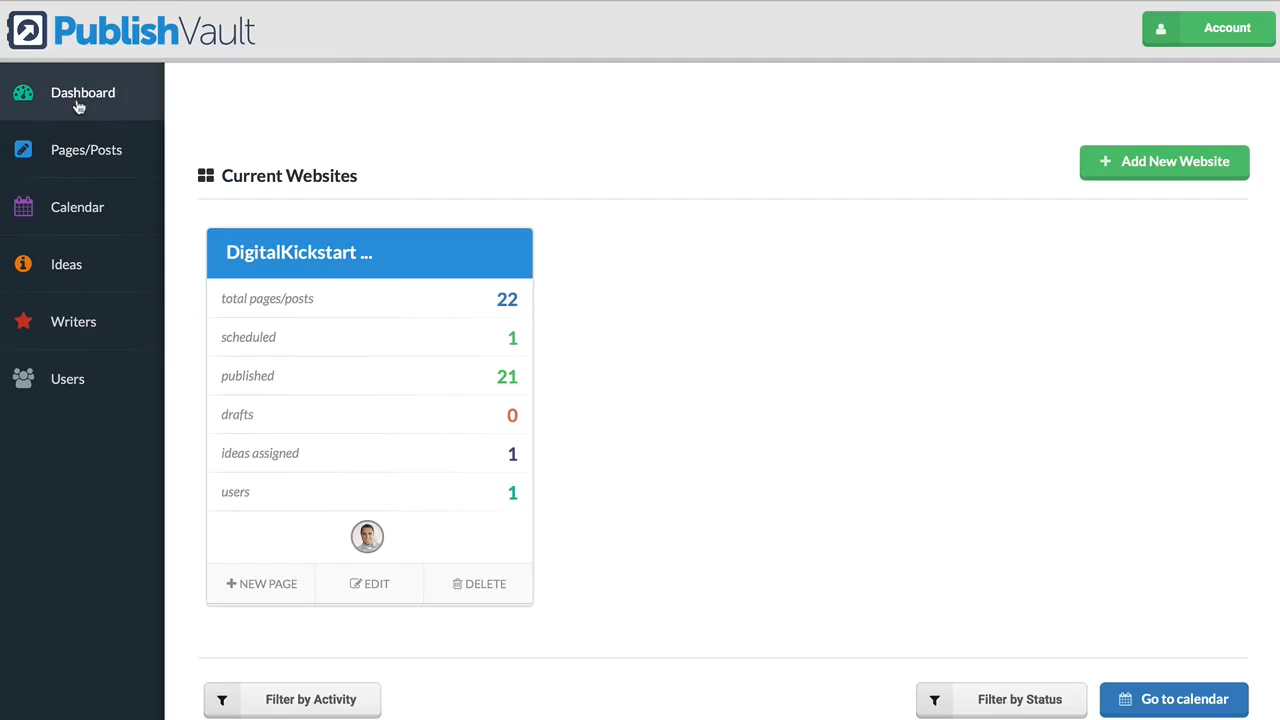 PublishVault
Account
Dashboard
Pages/Posts
Calendar
Ideas
Writers
Users
Current Websites
Add New Website
DigitalKickstart ...
total pages/posts 22
scheduled 1
published 21
drafts 0
ideas assigned 1
users 1
NEW PAGE
EDIT
DELETE
Filter by Activity
Filter by Status
Go to calendar